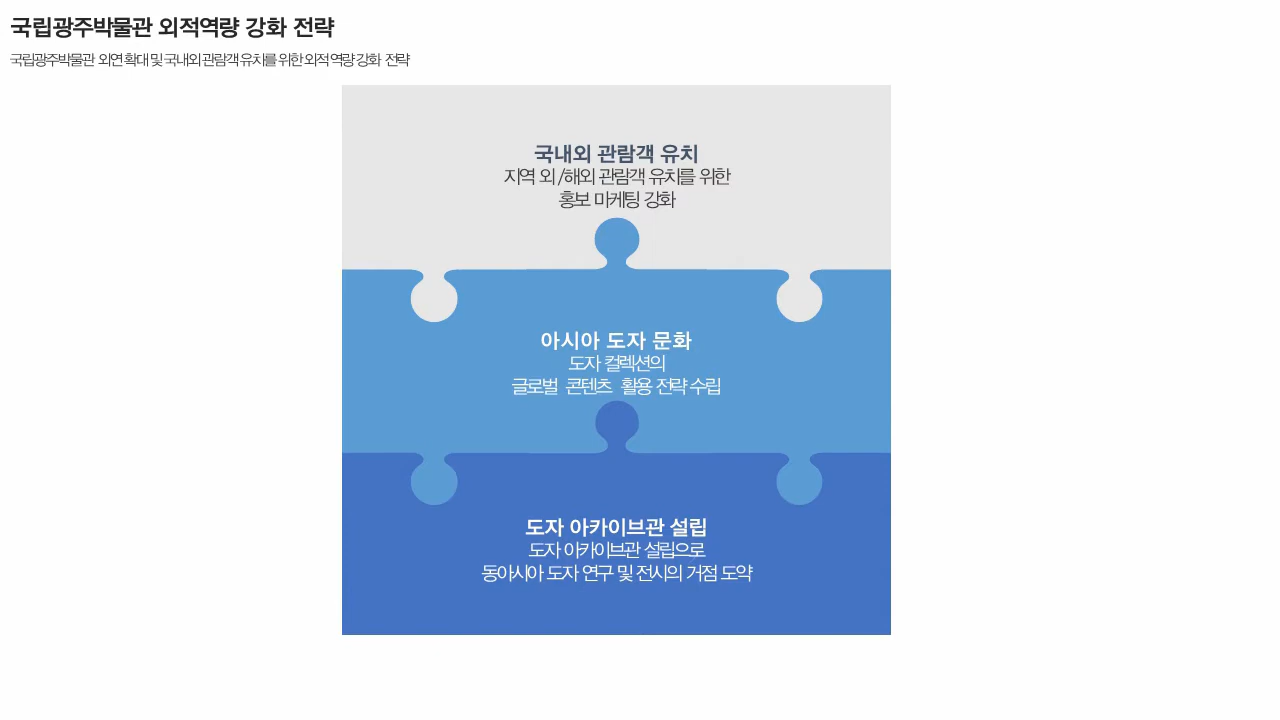 국립광주박물관 외적역량 강화 전략
국립광주박물관 외연 확대 및 국내외 관람객 유치를 위한 외적 역량 강화 전략
국내외 관람객 유치
지역 외 /해외 관람객 유치를 위한
홍보 마케팅 강화
아시아 도자 문화
도자 컬렉션의
글로벌 콘텐츠 활용 전략 수립
도자 아카이브관 설립
도자 아카이브관 설립으로
동아시아 도자 연구 및 전시의 거점 도약